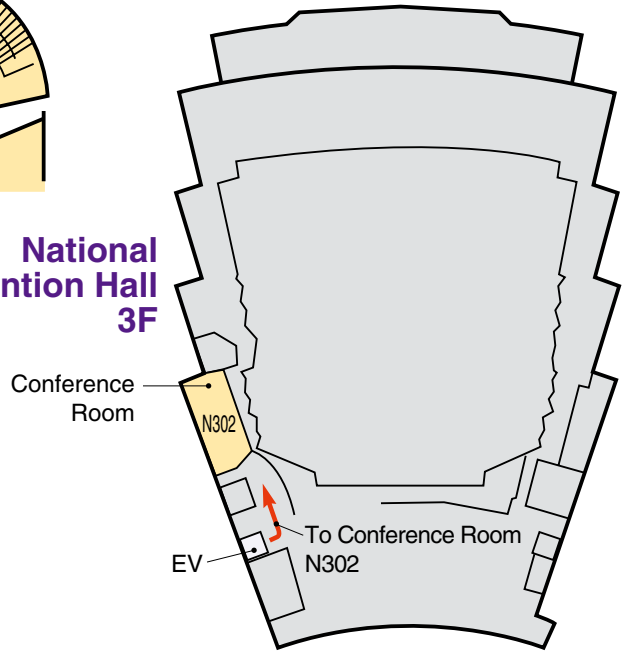 National
ntion Hall
3F
Conference
Room
N302
To Conference Room
N302
EV